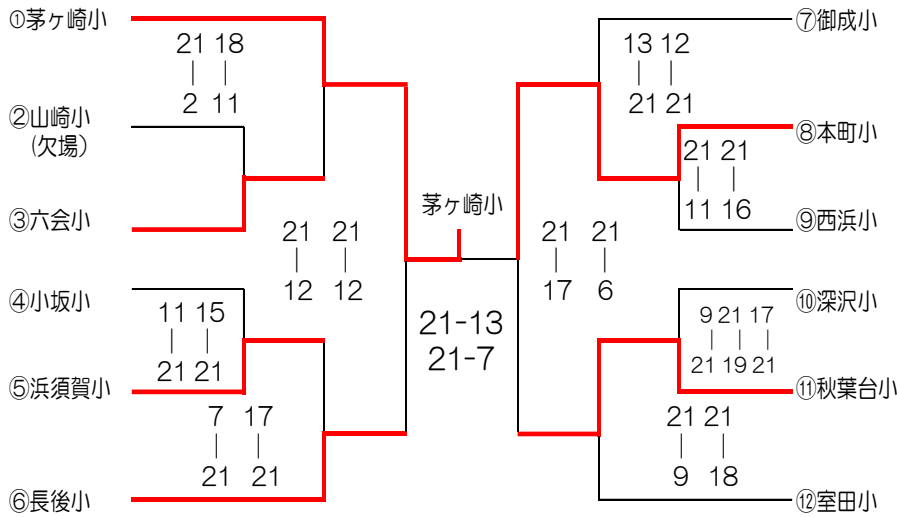 ①茅ヶ崎小
21 18
| |
2 11
②山崎小
(欠場)
③六会小
21 21
| |
12 12
④小坂小
11 15
| |
21 21
⑤浜須賀小
7 17
| |
21 21
⑥長後小
茅ヶ崎小
21-13
21-7
⑦御成小
13 12
| |
21 21
⑧本町小
21 21
| |
11 16
⑨西浜小
21 21
| |
17 6
⑩深沢小
9 21 17
| | |
21 19 21
⑪秋葉台小
21 21
| |
9 18
⑫室田小